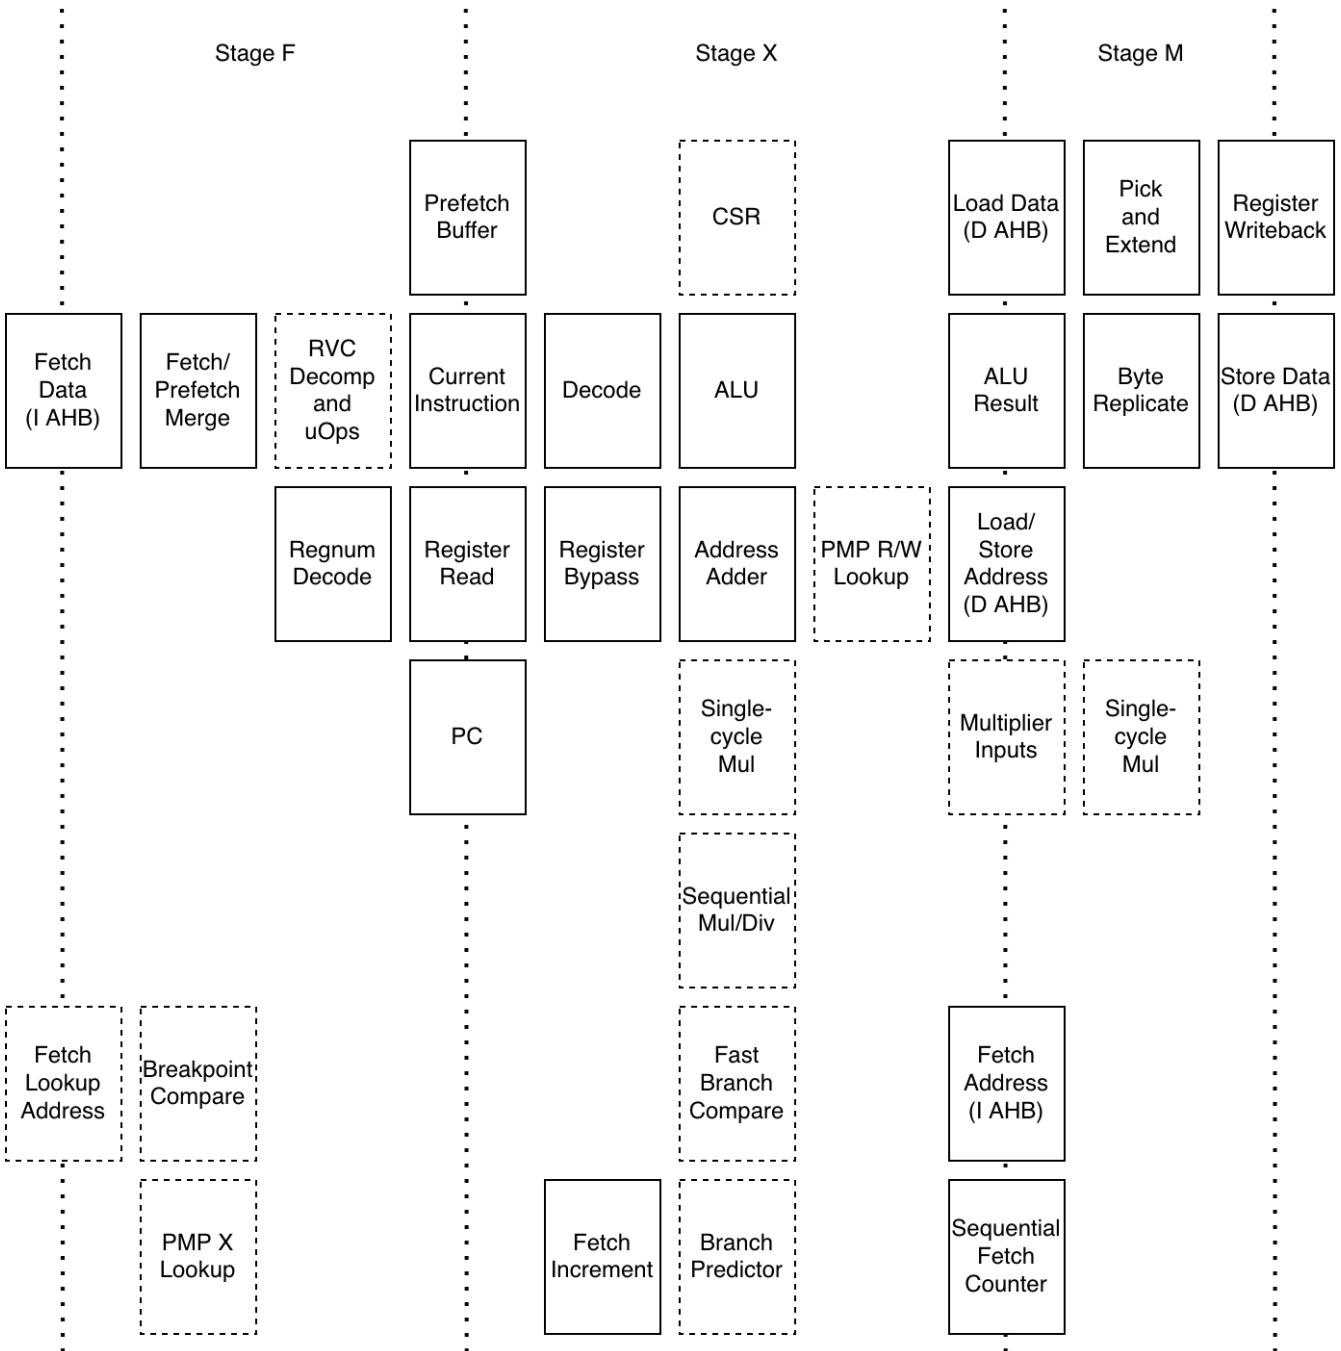 Stage F
Stage X
Stage M
Prefetch
Buffer
CSR
Load Data
(D AHB)
Pick
and
Extend
Register
Writeback
Fetch
Data
(I AHB)
Fetch/
Prefetch
Merge
RVC
Decomp
and
uOps
Current
Instruction
Decode
ALU
ALU
Result
Byte
Replicate
Store Data
(D AHB)
Regnum
Decode
Register
Read
Register
Bypass
Address
Adder
PMP R/W
Lookup
Load/
Store
Address
(D AHB)
PC
Single-
cycle
Mul
Multiplier
Inputs
Single-
cycle
Mul
Sequential
Mul/Div
Fetch
Lookup
Address
Breakpoint
Compare
Fast
Branch
Compare
Fetch
Address
(I AHB)
PMP X
Lookup
Fetch
Increment
Branch
Predictor
Sequential
Fetch
Counter